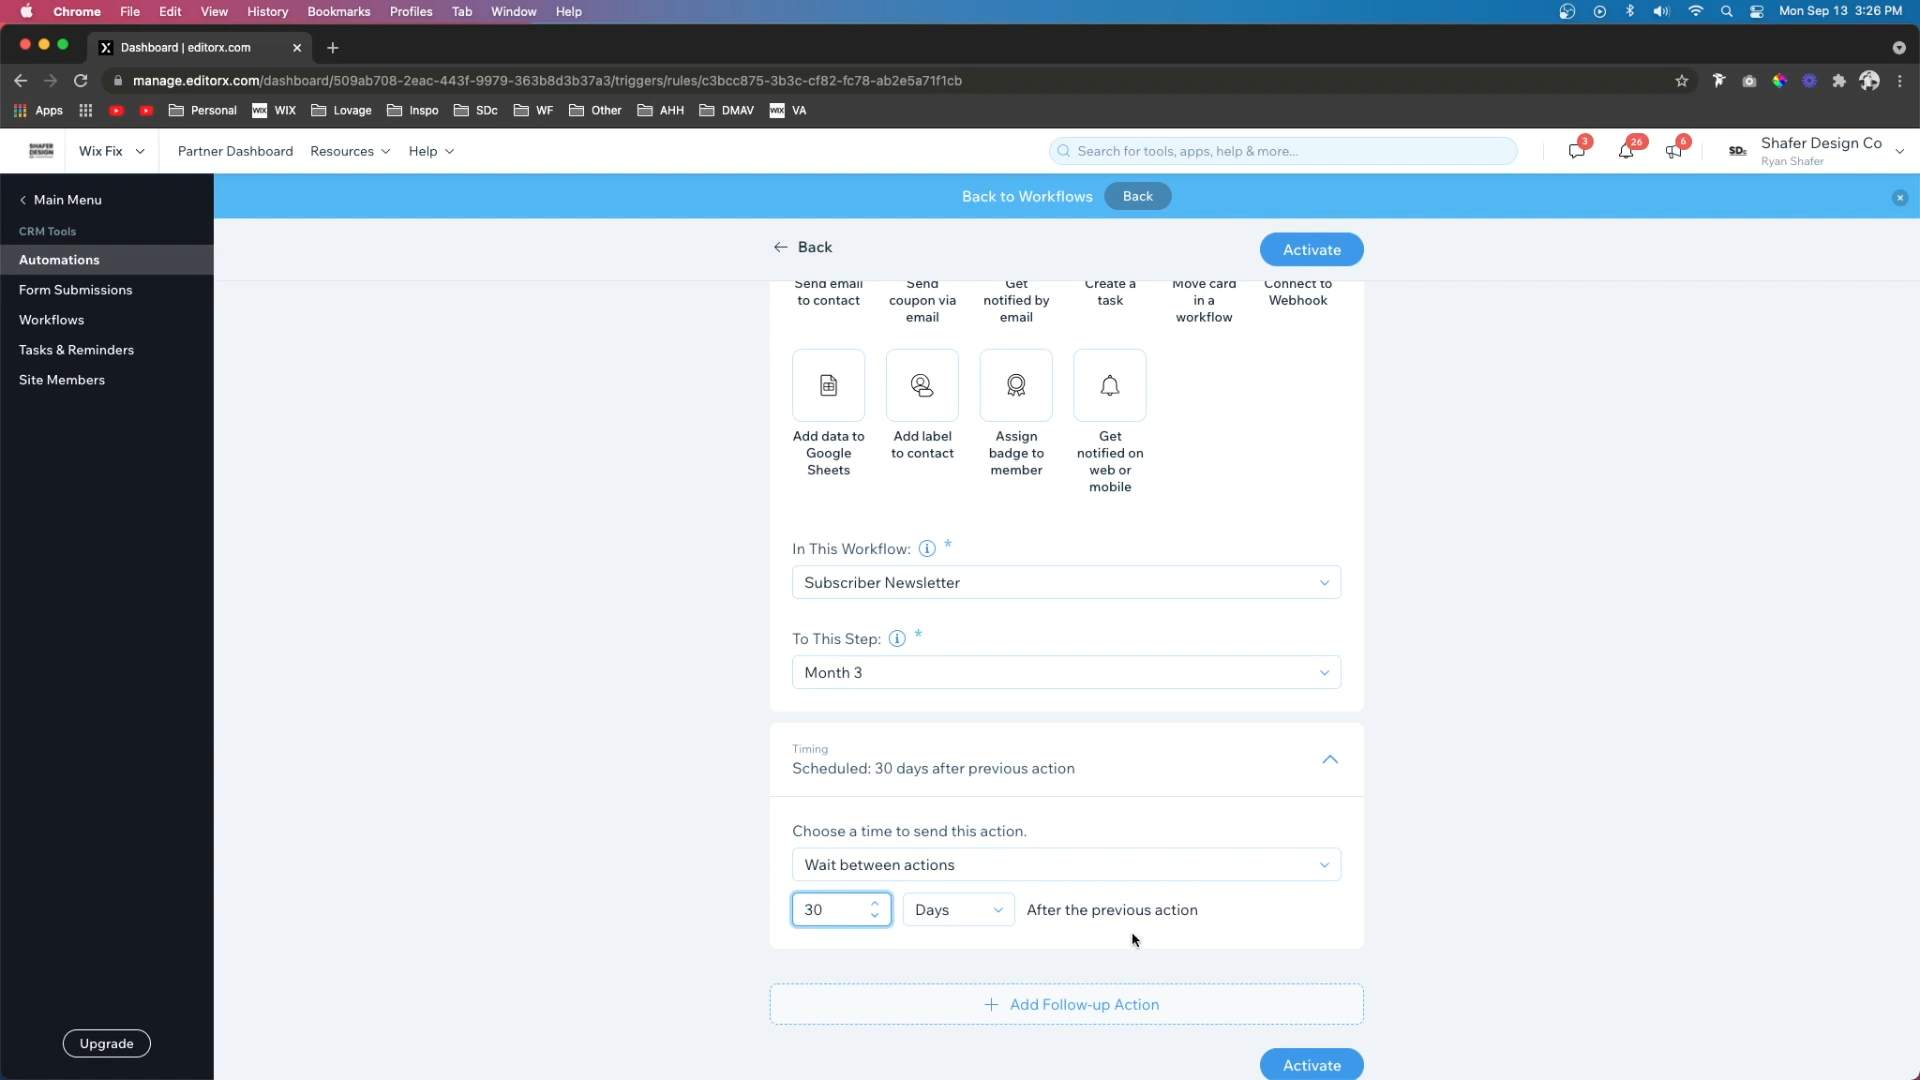 Chrome File Edit View History Bookmarks Profiles Tab Window Help Mon Sep 13 3:26 PM
Dashboard | editorx.com
manage.editorx.com/dashboard/509ab708-2eac-443f-9979-363b8d3b37a3/triggers/rules/c3bcc875-3b3c-cf82-fc78-ab2e5a71f1cb
Apps Personal WIX WIX Lovage Inspo SDc WF Other AHH DMAV WIX VA
SHAFER
DESIGN
Wix Fix Partner Dashboard Resources Help Search for tools, apps, help & more... 3 26 6 SDc Shafer Design Co
Ryan Shafer
Main Menu
Back to Workflows Back
CRM Tools
Automations
Form Submissions
Workflows
Tasks & Reminders
Site Members
Upgrade
Back Activate
Send email
to contact
Send
coupon via
email
Get
notified by
email
Create a
task
Move card
in a
workflow
Connect to
Webhook
Add data to
Google
Sheets
Add label
to contact
Assign
badge to
member
Get
notified on
web or
mobile
In This Workflow: *
Subscriber Newsletter
To This Step: *
Month 3
Timing
Scheduled: 30 days after previous action
Choose a time to send this action.
Wait between actions
30 Days After the previous action
+ Add Follow-up Action
Activate